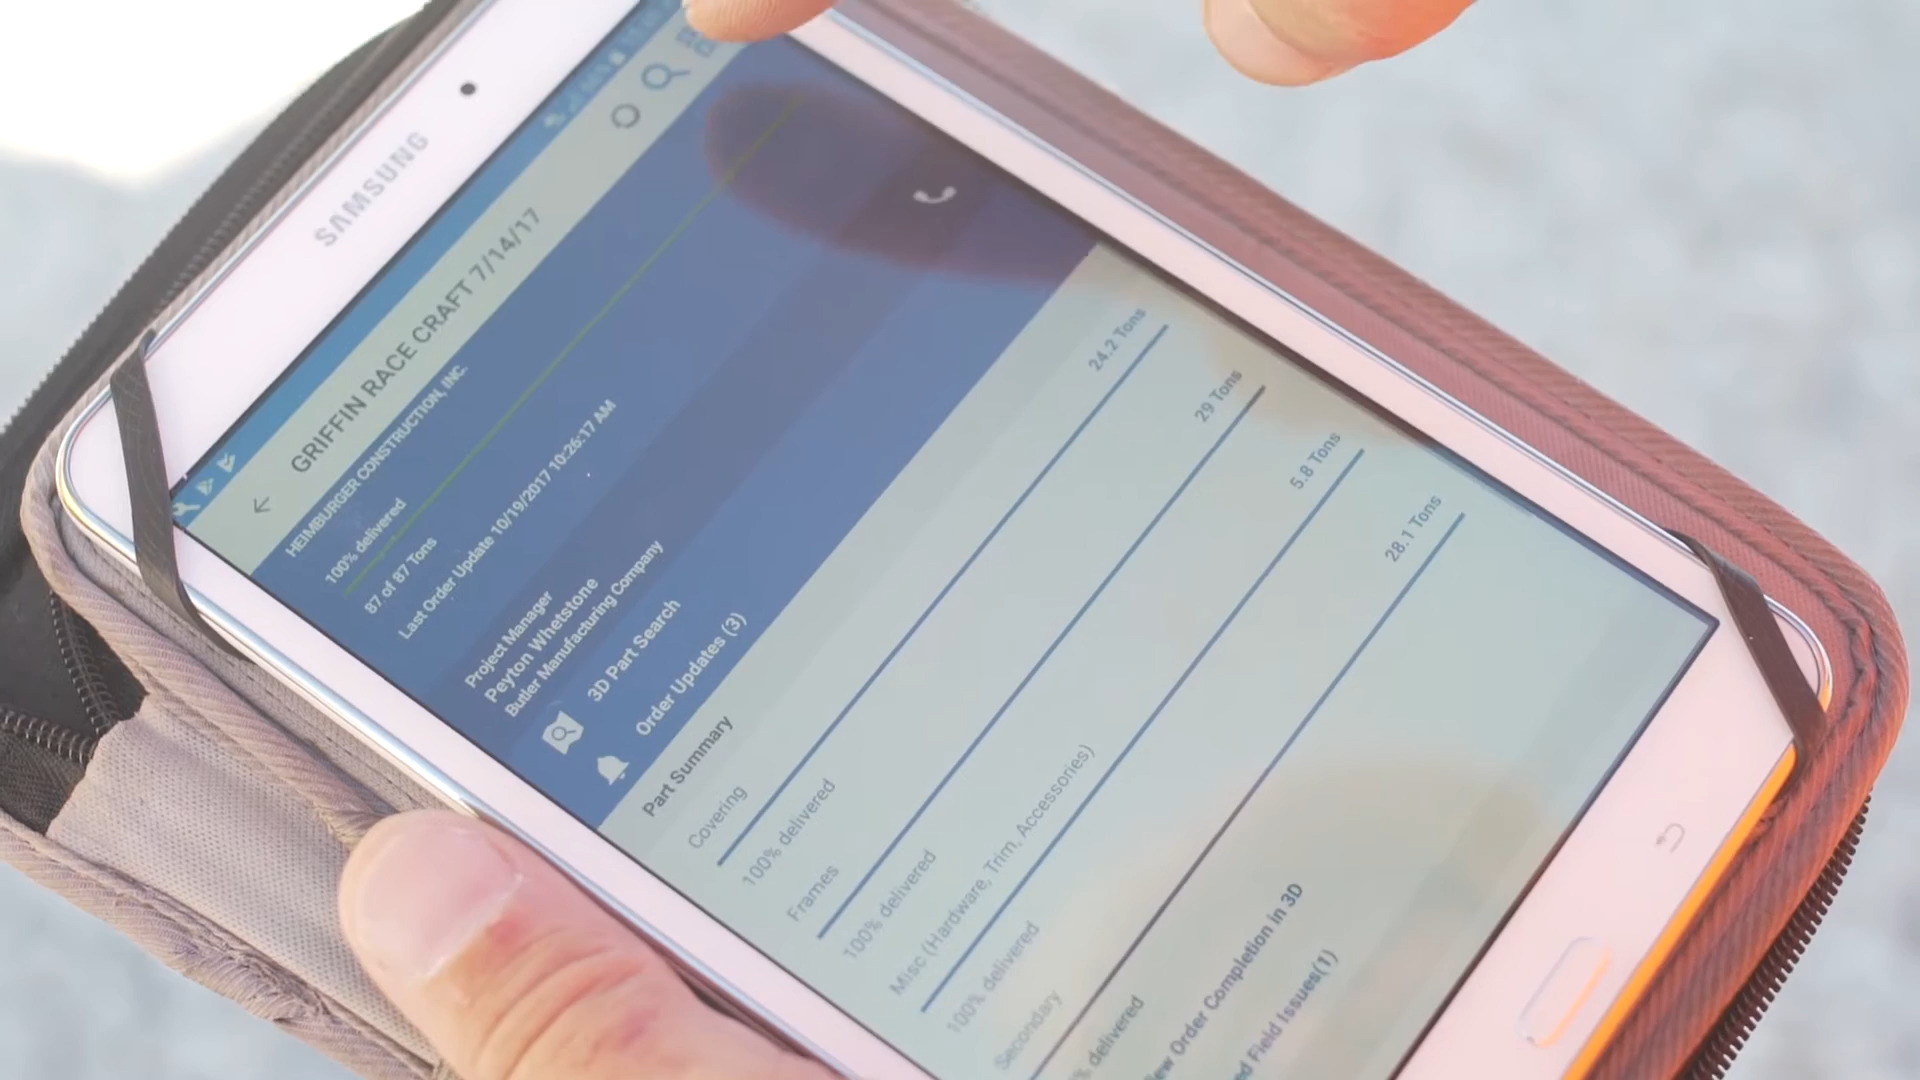 SAMSUNG
GRIFFIN RACE CRAFT 7/14/17
HEIMBURGER CONSTRUCTION, INC.
100% delivered
87 of 87 Tons
Last Order Update 10/19/2017 10:26:17 AM
Project Manager
Peyton Whetstone
Butler Manufacturing Company
3D Part Search
Order Updates (3)
Part Summary
Covering 24.2 Tons
100% delivered
Frames 29 Tons
100% delivered
Misc (Hardware, Trim, Accessories) 5.8 Tons
100% delivered
Secondary 28.1 Tons
delivered
Order Completion in 3D
Field Issues(1)